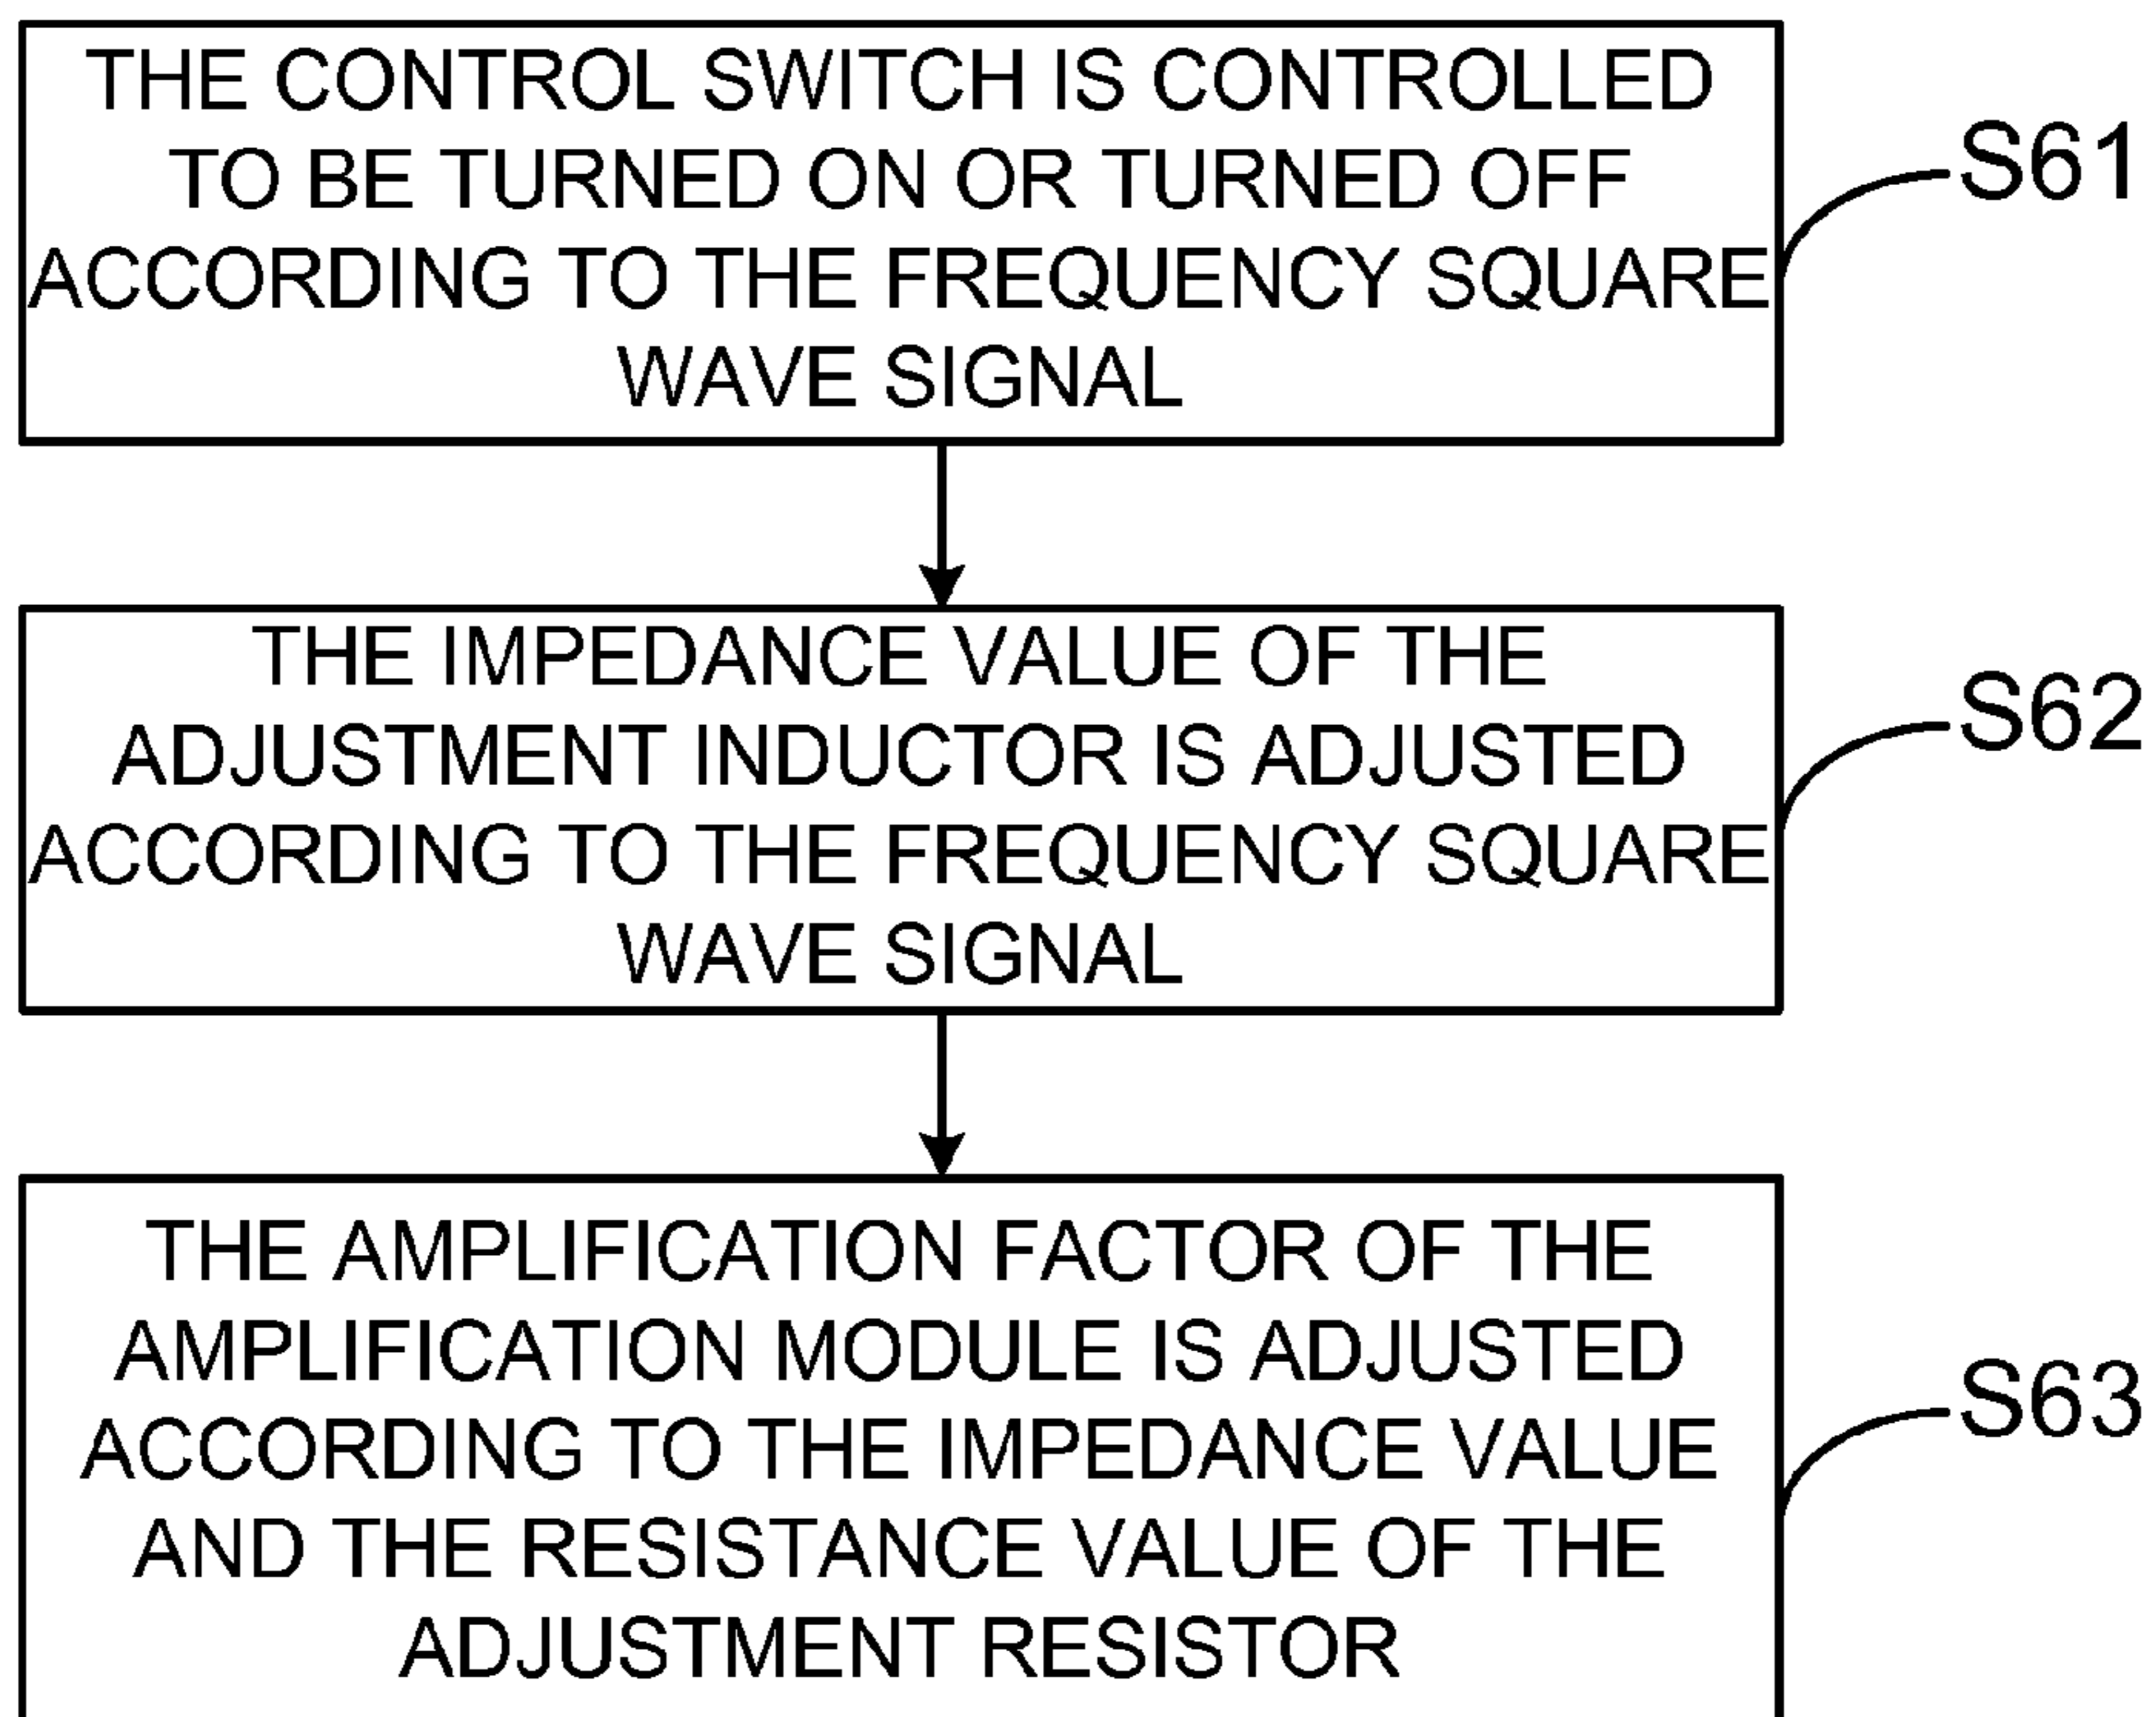 THE CONTROL SWITCH IS CONTROLLED
TO BE TURNED ON OR TURNED OFF
ACCORDING TO THE FREQUENCY SQUARE
WAVE SIGNAL
S61
THE IMPEDANCE VALUE OF THE
ADJUSTMENT INDUCTOR IS ADJUSTED
ACCORDING TO THE FREQUENCY SQUARE
WAVE SIGNAL
S62
THE AMPLIFICATION FACTOR OF THE
AMPLIFICATION MODULE IS ADJUSTED
ACCORDING TO THE IMPEDANCE VALUE
AND THE RESISTANCE VALUE OF THE
ADJUSTMENT RESISTOR
S63